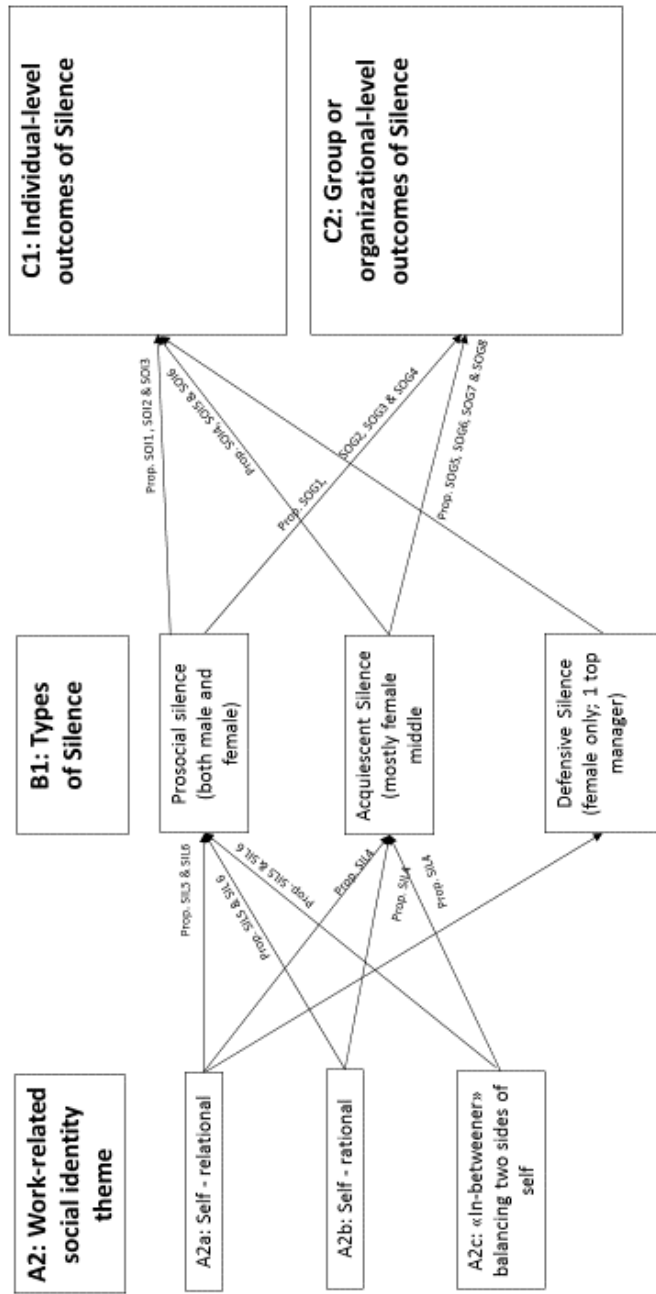 A2: Work-related
social identity
theme
A2a: Self - relational
A2b: Self - rational
A2c: «In-betweener»
balancing two sides of
self
Prop. SIL5 & SIL6
Prop. SIL5 & SIL 6
Prop. SIL5 & SIL 6
Prop. SIL4
Prop. SIL4
Prop. SIL4
B1: Types
of Silence
Prosocial silence
(both male and
female)
Acquiescent Silence
(mostly female
middle
Defensive Silence
(female only; 1 top
manager)
Prop. SOI1, SOI2 & SOI3
Prop. SOI4, SOI5 & SOI6
Prop. SOG1,
SOG2, SOG3 & SOG4
Prop. SOG5, SOG6, SOG7 & SOG8
C1: Individual-level
outcomes of Silence
C2: Group or
organizational-level
outcomes of Silence